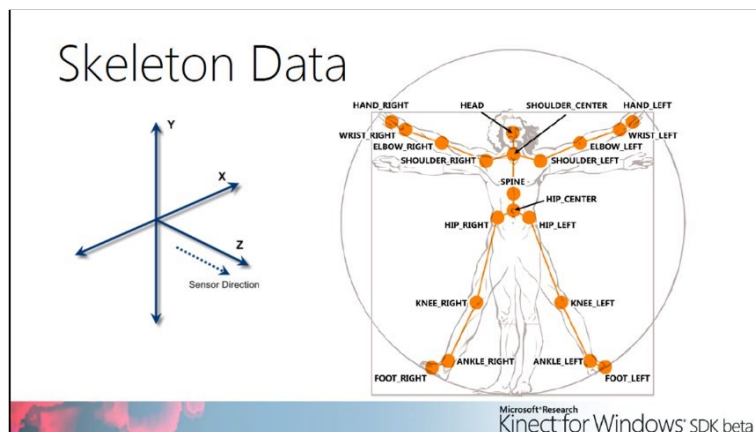 Skeleton Data
Y
X
Z
Sensor Direction
HEAD
SHOULDER_CENTER
HAND_RIGHT
HAND_LEFT
WRIST_RIGHT
WRIST_LEFT
ELBOW_RIGHT
ELBOW_LEFT
SHOULDER_RIGHT
SHOULDER_LEFT
SPINE
HIP_CENTER
HIP_RIGHT
HIP_LEFT
KNEE_RIGHT
KNEE_LEFT
ANKLE_RIGHT
ANKLE_LEFT
FOOT_RIGHT
FOOT_LEFT
Microsoft® Research
Kinect for Windows® SDK beta